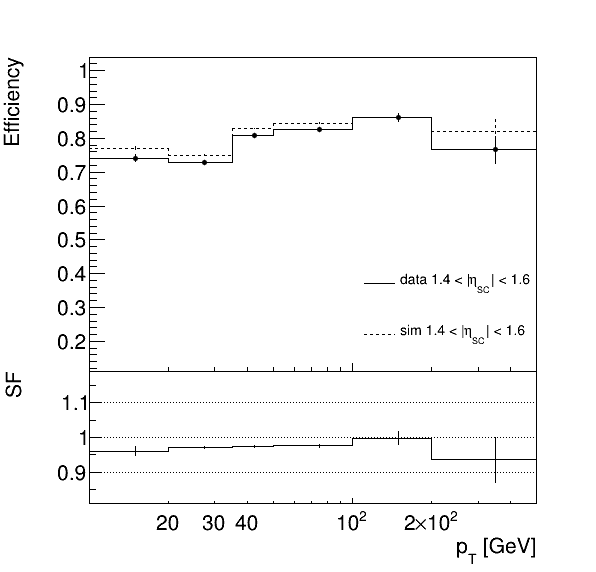 Efficiency
1
0.9
0.8
0.7
0.6
0.5
0.4
0.3
0.2
data 1.4 < |η_SC| < 1.6
sim 1.4 < |η_SC| < 1.6
SF
1.1
1
0.9
20 30 40 10² 2×10²
p_T [GeV]